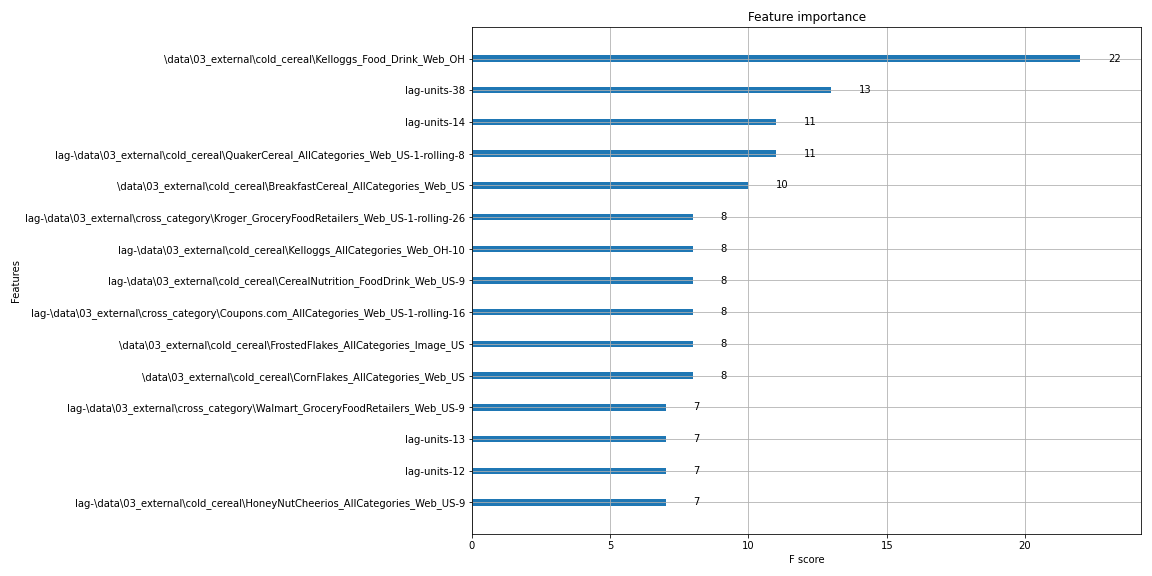 Feature importance
\data\03_external\cold_cereal\Kelloggs_Food_Drink_Web_OH 22
lag-units-38 13
lag-units-14 11
lag-\data\03_external\cold_cereal\QuakerCereal_AllCategories_Web_US-1-rolling-8 11
\data\03_external\cold_cereal\BreakfastCereal_AllCategories_Web_US 10
lag-\data\03_external\cross_category\Kroger_GroceryFoodRetailers_Web_US-1-rolling-26 8
lag-\data\03_external\cold_cereal\Kelloggs_AllCategories_Web_OH-10 8
lag-\data\03_external\cold_cereal\CerealNutrition_FoodDrink_Web_US-9 8
lag-\data\03_external\cross_category\Coupons.com_AllCategories_Web_US-1-rolling-16 8
\data\03_external\cold_cereal\FrostedFlakes_AllCategories_Image_US 8
\data\03_external\cold_cereal\CornFlakes_AllCategories_Web_US 8
lag-\data\03_external\cross_category\Walmart_GroceryFoodRetailers_Web_US-9 7
lag-units-13 7
lag-units-12 7
lag-\data\03_external\cold_cereal\HoneyNutCheerios_AllCategories_Web_US-9 7
Features
0 5 10 15 20
F score